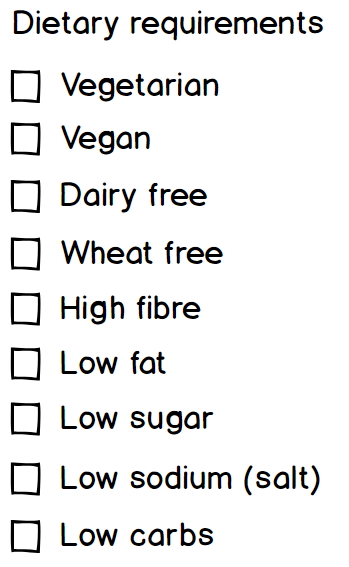 Dietary requirements
Vegetarian
Vegan
Dairy free
Wheat free
High fibre
Low fat
Low sugar
Low sodium (salt)
Low carbs